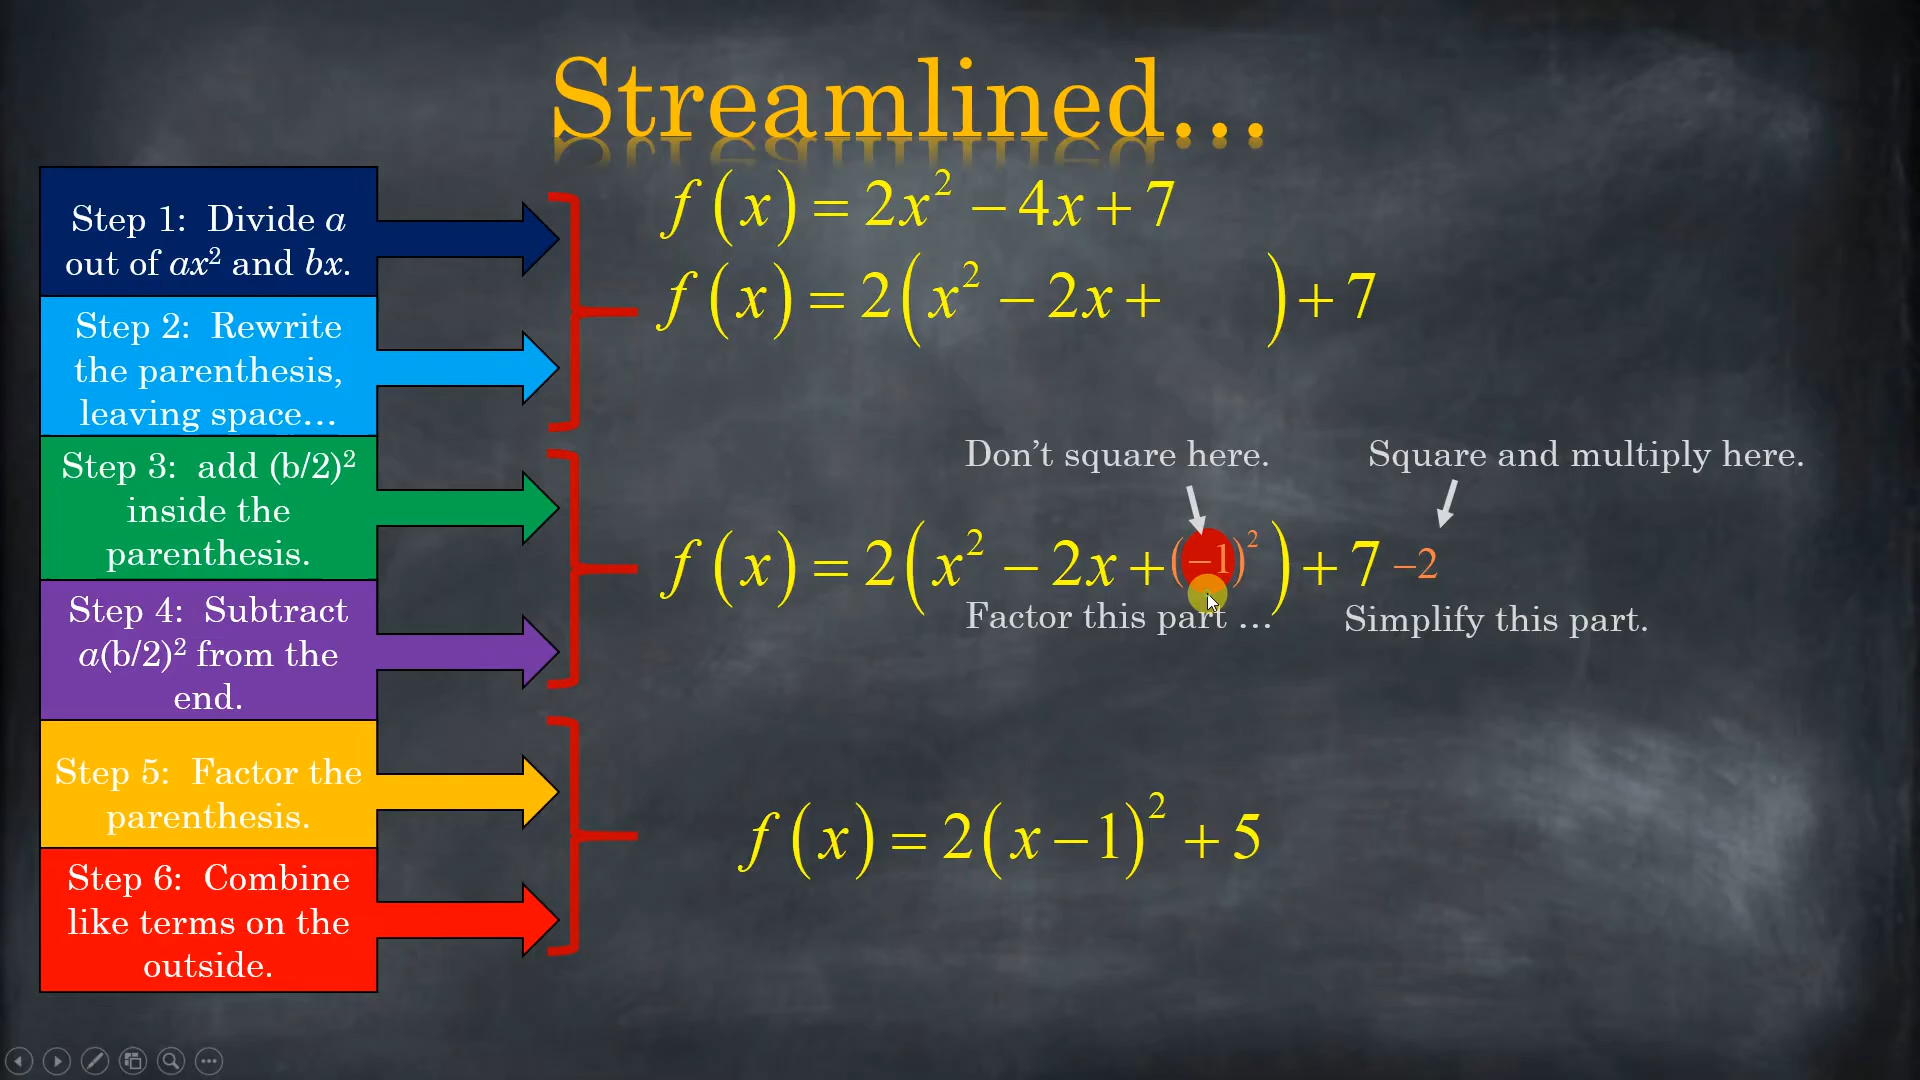 Streamlined...
Step 1: Divide a
out of ax² and bx.
Step 2: Rewrite
the parenthesis,
leaving space...
Step 3: add (b/2)²
inside the
parenthesis.
Step 4: Subtract
a(b/2)² from the
end.
Step 5: Factor the
parenthesis.
Step 6: Combine
like terms on the
outside.
f(x) = 2x² − 4x + 7
f(x) = 2(x² − 2x + ) + 7
Don't square here.
Square and multiply here.
f(x) = 2(x² − 2x + (−1)²) + 7 −2
Factor this part ...
Simplify this part.
f(x) = 2(x − 1)² + 5